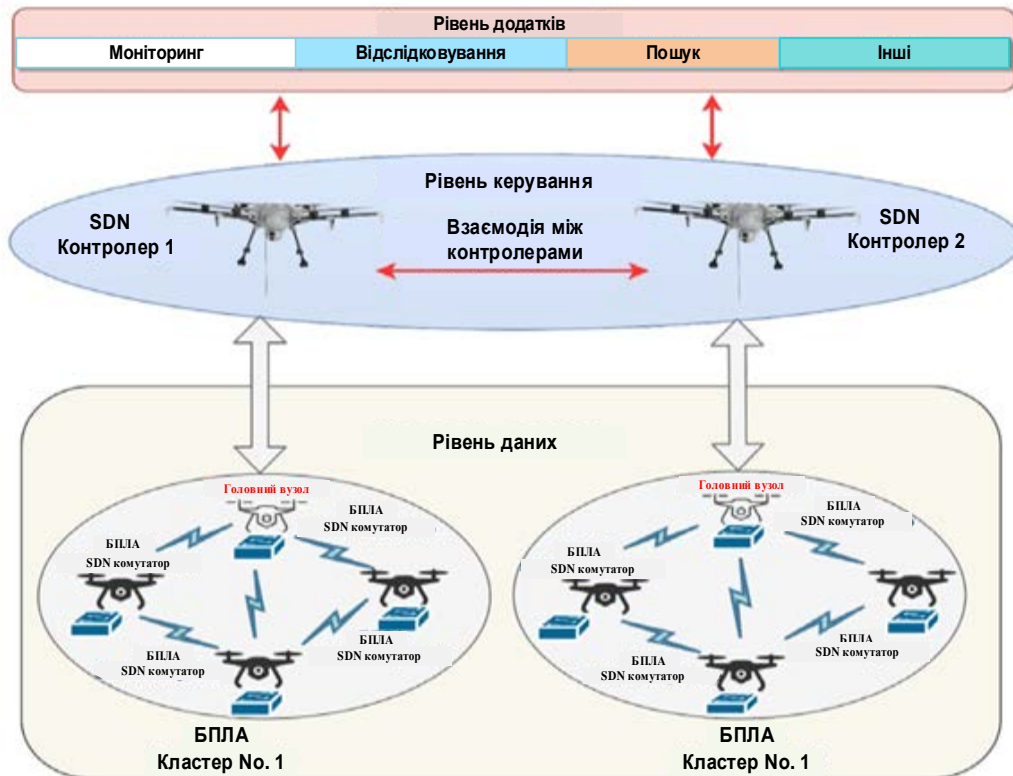 Рівень додатків
Моніторинг
Відслідковування
Пошук
Інші
Рівень керування
SDN
Контролер 1
Взаємодія між
контролерами
SDN
Контролер 2
Рівень даних
Головний вузол
БПЛА
SDN комутатор
БПЛА
SDN комутатор
БПЛА
SDN комутатор
БПЛА
SDN комутатор
БПЛА
Кластер No. 1
Головний вузол
БПЛА
SDN комутатор
БПЛА
SDN комутатор
БПЛА
SDN комутатор
БПЛА
SDN комутатор
БПЛА
Кластер No. 1